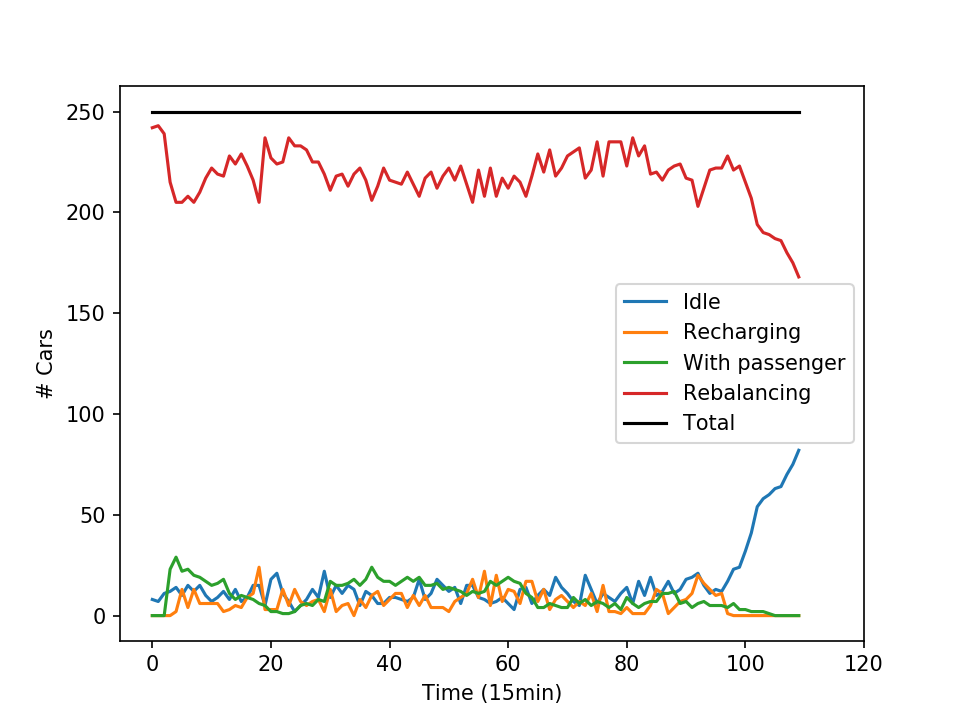 250
200
150
100
50
0
# Cars
Idle
Recharging
With passenger
Rebalancing
Total
0 20 40 60 80 100 120
Time (15min)